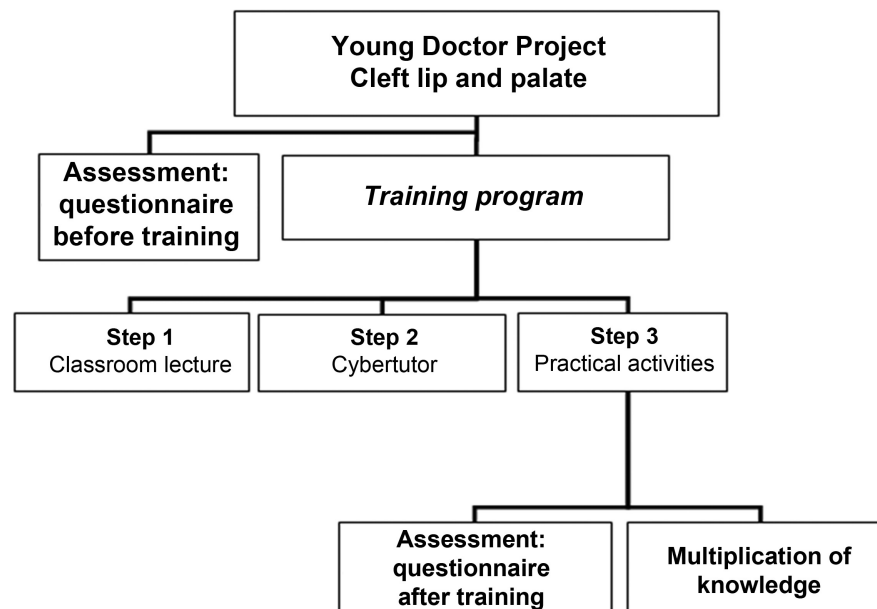 Young Doctor Project
Cleft lip and palate
Assessment:
questionnaire
before training
Training program
Step 1
Classroom lecture
Step 2
Cybertutor
Step 3
Practical activities
Assessment:
questionnaire
after training
Multiplication of
knowledge